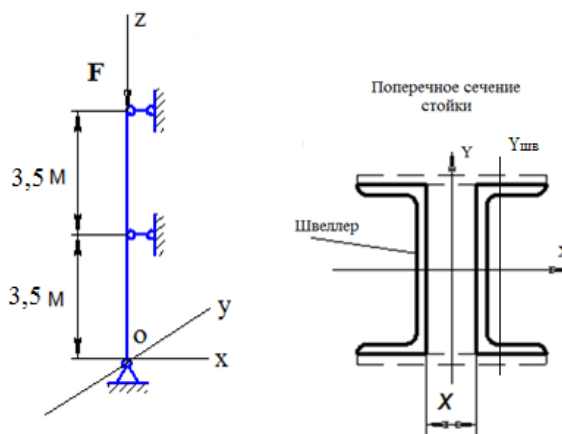 z
F
3,5 М
3,5 М
y
O
x
Поперечное сечение
стойки
Y
Yшв
Швеллер
X
X